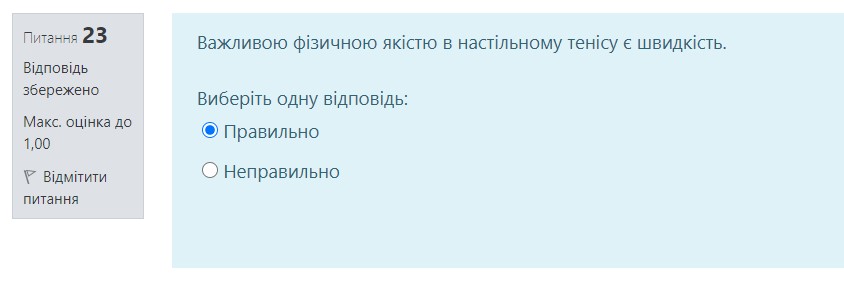 Питання 23
Відповідь
збережено
Макс. оцінка до
1,00
Відмітити
питання
Важливою фізичною якістю в настільному тенісу є швидкість.
Виберіть одну відповідь:
Правильно
Неправильно